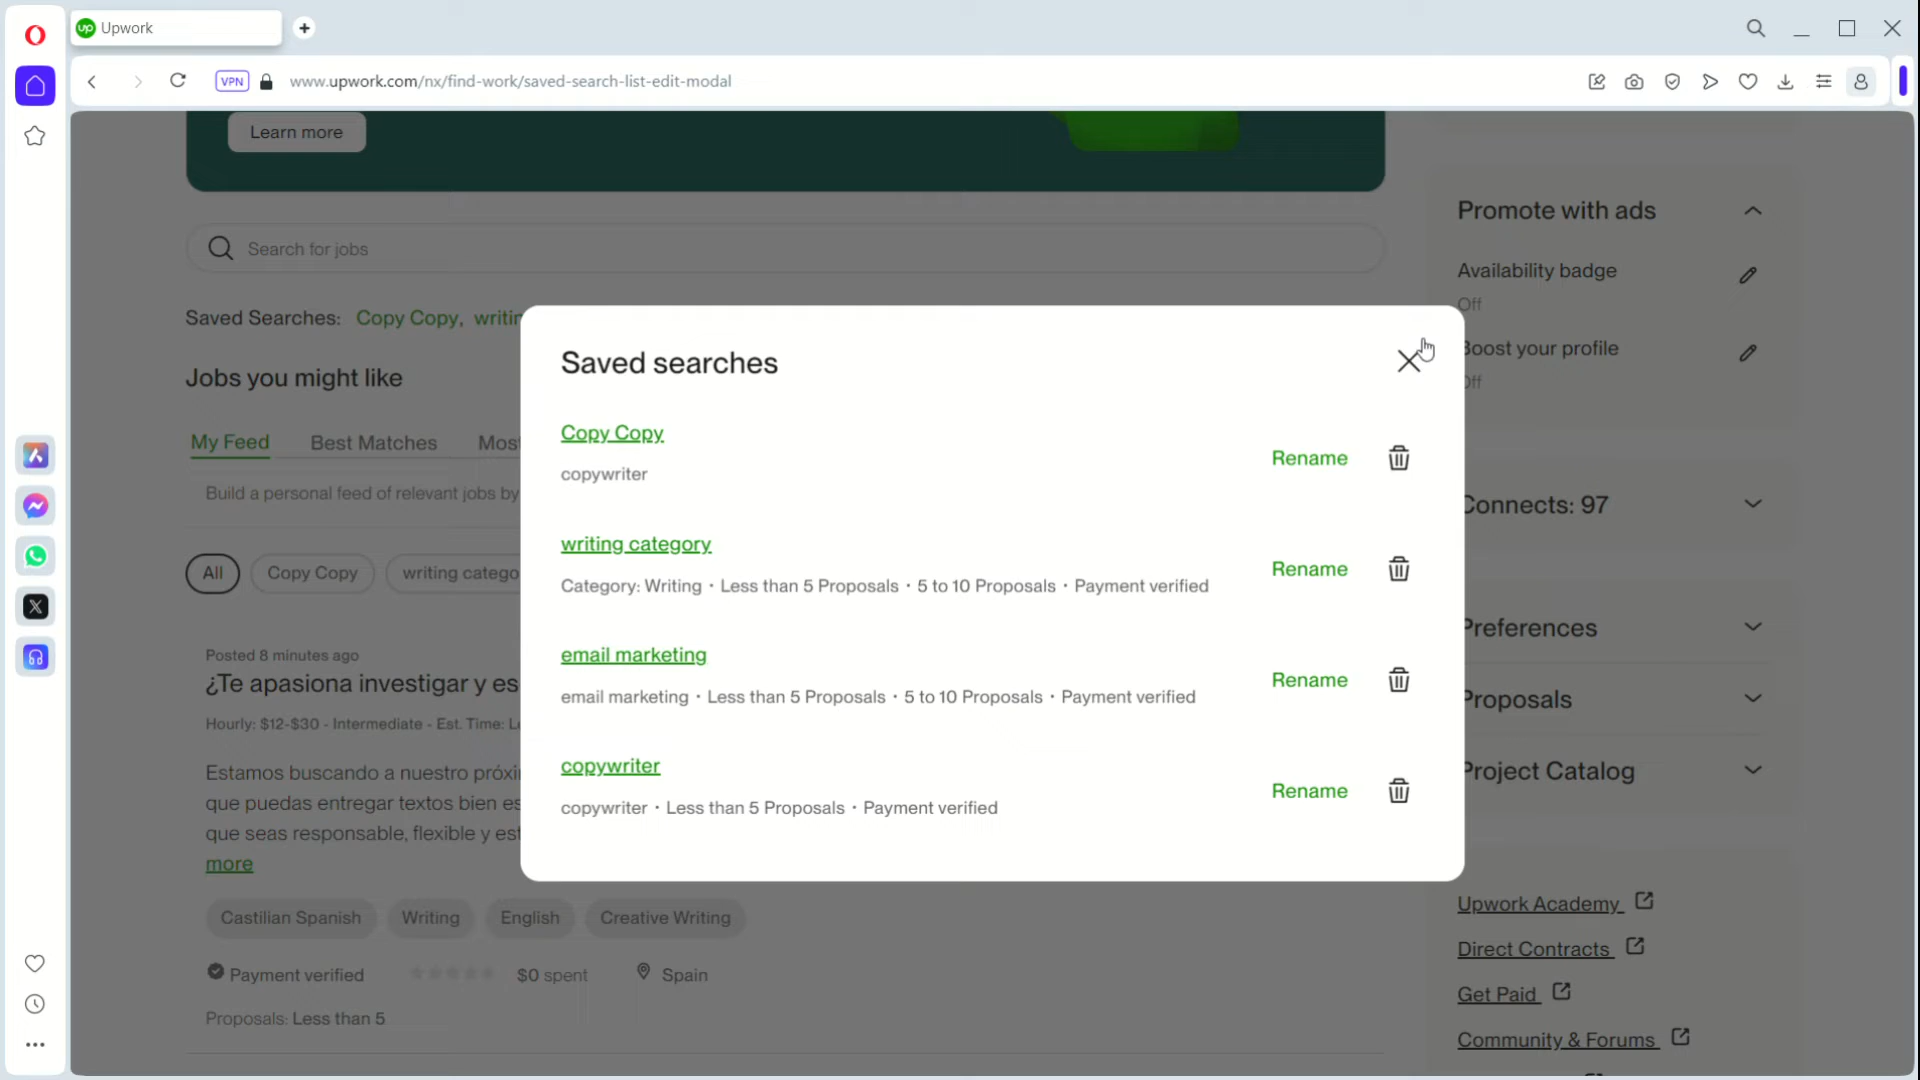 Upwork
VPN
www.upwork.com/nx/find-work/saved-search-list-edit-modal
Learn more
Search for jobs
Saved Searches: Copy Copy,
Jobs you might like
My Feed
Best Matches
Build a personal feed of relevant jobs by
All
Copy Copy
writing
Posted 8 minutes ago
¿Te apasiona investigar y
Hourly: $12-$30 - Intermediate - Est. Time:
Estamos buscando a nuestro
que puedas entregar textos bien
que seas responsable, flexible y
more
Castilian Spanish
Writing
English
Creative Writing
Payment verified
$0 spent
Spain
Proposals: Less than 5
Saved searches
Copy Copy
copywriter
Rename
writing category
Category: Writing · Less than 5 Proposals · 5 to 10 Proposals · Payment verified
Rename
email marketing
email marketing · Less than 5 Proposals · 5 to 10 Proposals · Payment verified
Rename
copywriter
copywriter · Less than 5 Proposals · Payment verified
Rename
Promote with ads
Availability badge
Off
Boost your profile
Off
Connects: 97
Preferences
Proposals
Project Catalog
Upwork Academy
Direct Contracts
Get Paid
Community & Forums